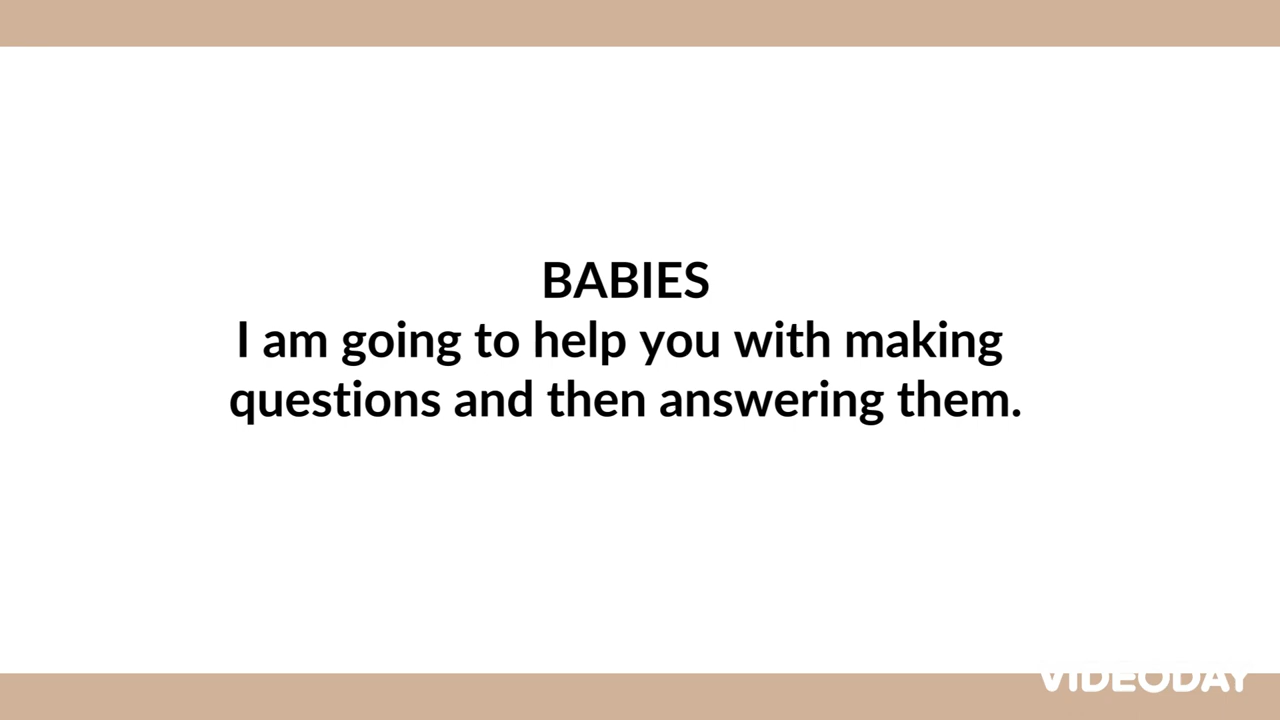 BABIES
I am going to help you with making
questions and then answering them.
VIDEODAY